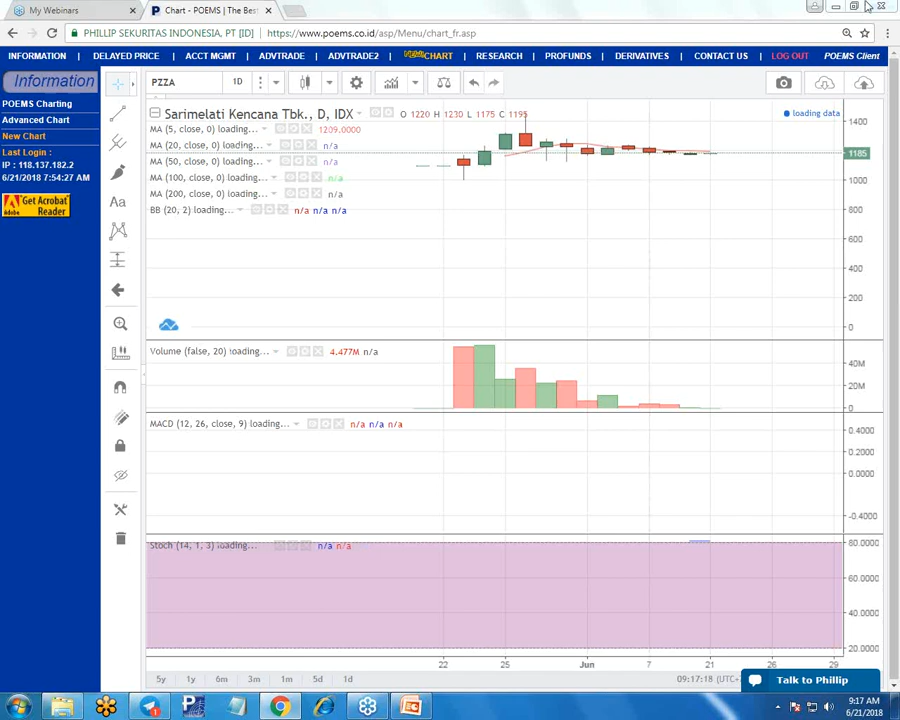 My Webinars
Chart - POEMS | The Bes
PHILLIP SEKURITAS INDONESIA, PT [ID]
https://www.poems.co.id/asp/Menu/chart_fr.asp
INFORMATION | DELAYED PRICE | ACCT MGMT | ADVTRADE | ADVTRADE2 | CHART | RESEARCH | PROFUNDS | DERIVATIVES | CONTACT US | LOG OUT POEMS Client
Information
POEMS Charting
Advanced Chart
New Chart
Last Login :
IP : 118.137.182.2
6/21/2018 7:54:27 AM
Get Acrobat
Reader
Adobe
PZZA
1D
Aa
Sarimelati Kencana Tbk., D, IDX
O 1220 H 1230 L 1175 C 1195
loading data
MA (5, close, 0) loading... 1209.0000
MA (20, close, 0) loading... n/a
MA (50, close, 0) loading... n/a
MA (100, close, 0) loading... n/a
MA (200, close, 0) loading... n/a
BB (20, 2) loading... n/a n/a n/a
1400
1185
1000
800
600
400
200
0
Volume (false, 20) loading... 4.477M n/a
40M
20M
0
MACD (12, 26, close, 9) loading... n/a n/a n/a
0.4000
0.2000
0.0000
-0.4000
Stoch (14, 1, 3) loading... n/a n/a
80.0000
60.0000
40.0000
20.0000
22 25 Jun 7 21 26 29
5y 1y 6m 3m 1m 5d 1d
09:17:18 (UTC+
Talk to Phillip
9:17 AM
6/21/2018